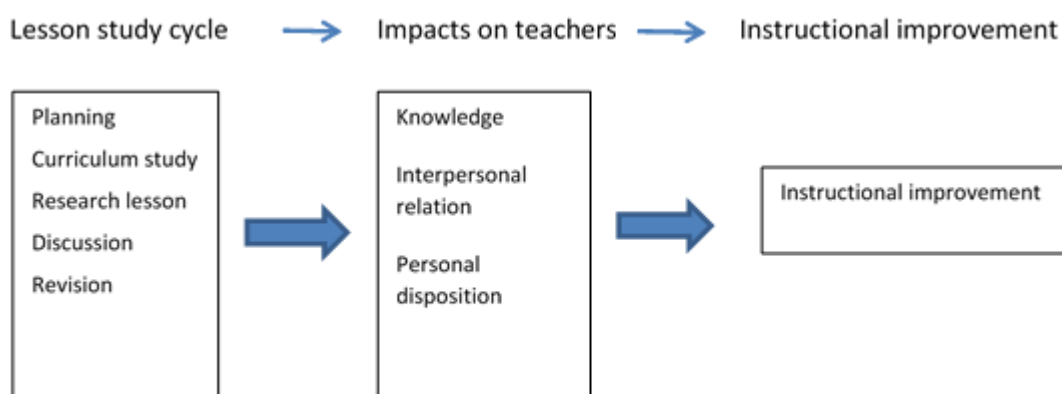 Lesson study cycle
Impacts on teachers
Instructional improvement
Planning
Curriculum study
Research lesson
Discussion
Revision
Knowledge
Interpersonal
relation
Personal
disposition
Instructional improvement